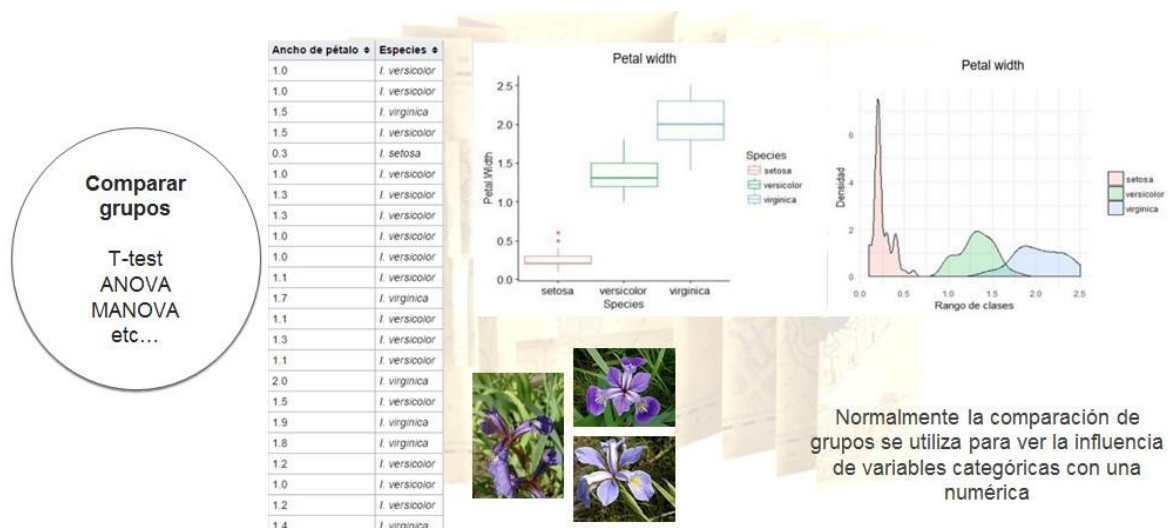 Comparar
grupos
T-test
ANOVA
MANOVA
etc...
Ancho de pétalo Especies
1.0 I. versicolor
1.0 I. versicolor
1.5 I. virginica
1.5 I. versicolor
0.3 I. setosa
1.0 I. versicolor
1.3 I. versicolor
1.3 I. versicolor
1.0 I. versicolor
1.0 I. versicolor
1.1 I. versicolor
1.7 I. virginica
1.1 I. versicolor
1.3 I. versicolor
1.1 I. versicolor
2.0 I. virginica
1.5 I. versicolor
1.9 I. virginica
1.8 I. virginica
1.2 I. versicolor
1.0 I. versicolor
1.2 I. versicolor
1.4 I. virginica
Petal width
Petal Width
2.5
2.0
1.5
1.0
0.5
0.0
setosa versicolor virginica
Species
Species
setosa
versicolor
virginica
Petal width
Densidad
6
4
2
0
0.0 0.5 1.0 1.5 2.0 2.5
Rango de clases
setosa
versicolor
virginica
Normalmente la comparación de
grupos se utiliza para ver la influencia
de variables categóricas con una
numérica